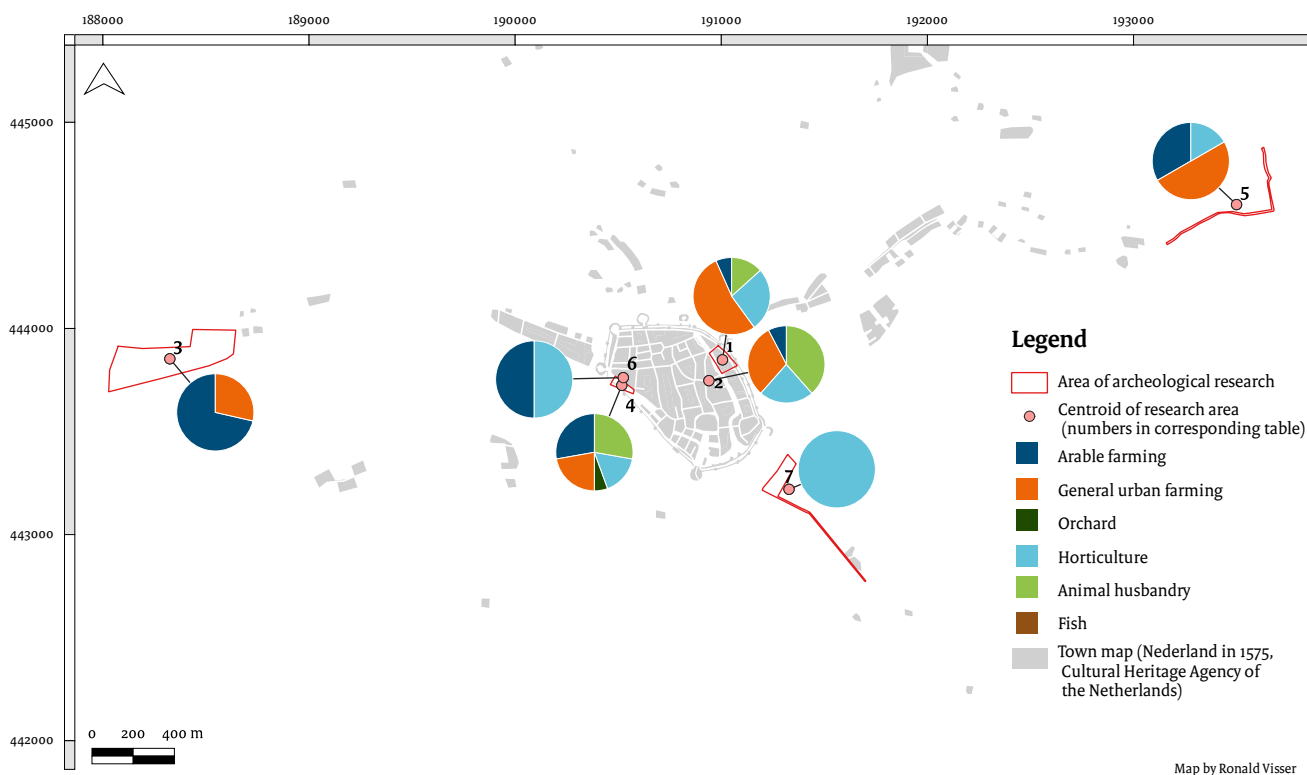 188000
189000
190000
191000
192000
193000
445000
444000
443000
442000
5
3
1
2
6
4
7
Legend
Area of archeological research
Centroid of research area
(numbers in corresponding table)
Arable farming
General urban farming
Orchard
Horticulture
Animal husbandry
Fish
Town map (Nederland in 1575,
Cultural Heritage Agency of
the Netherlands)
0 200 400 m
Map by Ronald Visser